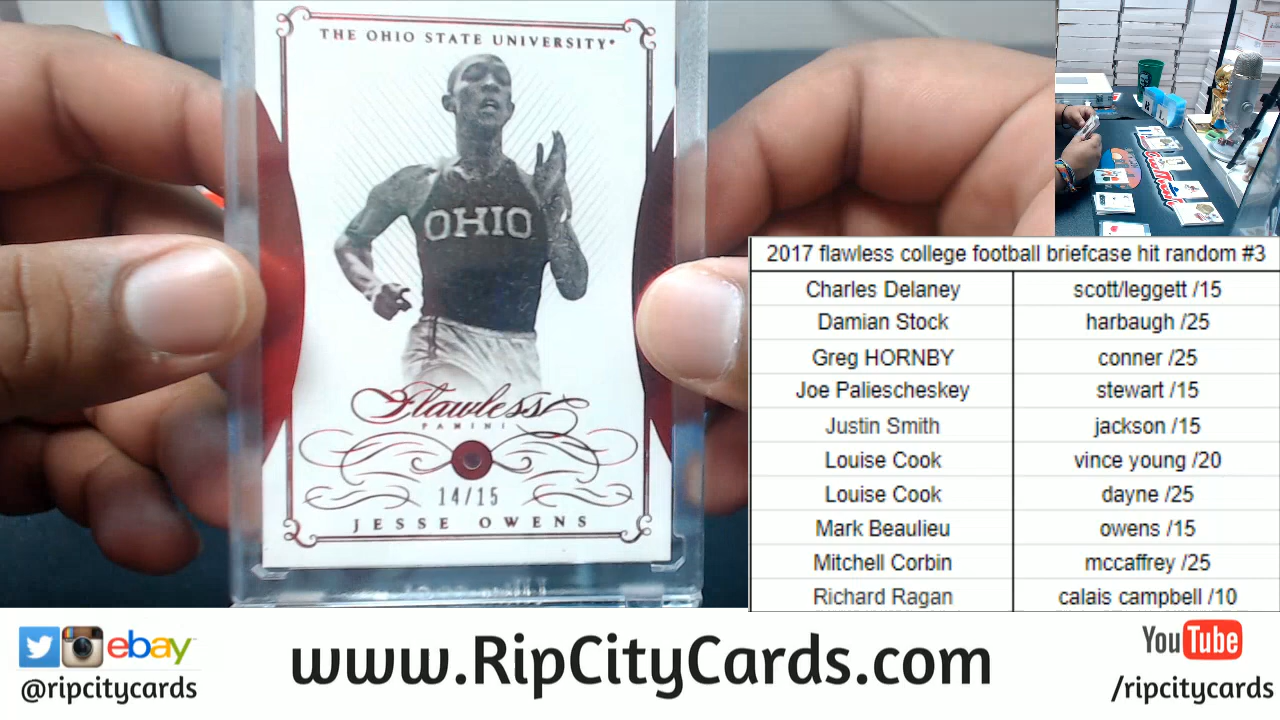 THE OHIO STATE UNIVERSITY
OHIO
Flawless
PANINI
14/15
JESSE OWENS
2017 flawless college football briefcase hit random #3
Charles Delaney scott/leggett /15
Damian Stock harbaugh /25
Greg HORNBY conner /25
Joe Paliescheskey stewart /15
Justin Smith jackson /15
Louise Cook vince young /20
Louise Cook dayne /25
Mark Beaulieu owens /15
Mitchell Corbin mccaffrey /25
Richard Ragan calais campbell /10
ebay
@ripcitycards
www.RipCityCards.com
YouTube
/ripcitycards